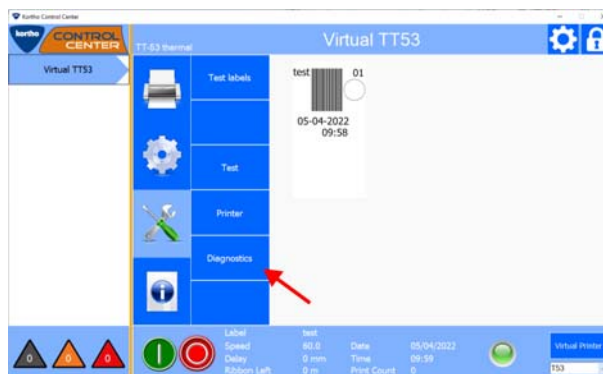 Kortho Control Center
kortho CONTROL CENTER
TT-53 thermal
Virtual TT53
Virtual TT53
Test labels
Test
Printer
Diagnostics
test 01
05-04-2022
09:58
0 0 0
Label test
Speed 60.0 Date 05/04/2022
Delay 0 mm Time 09:59
Ribbon Left 0 m Print Count 0
Virtual Printer
T53